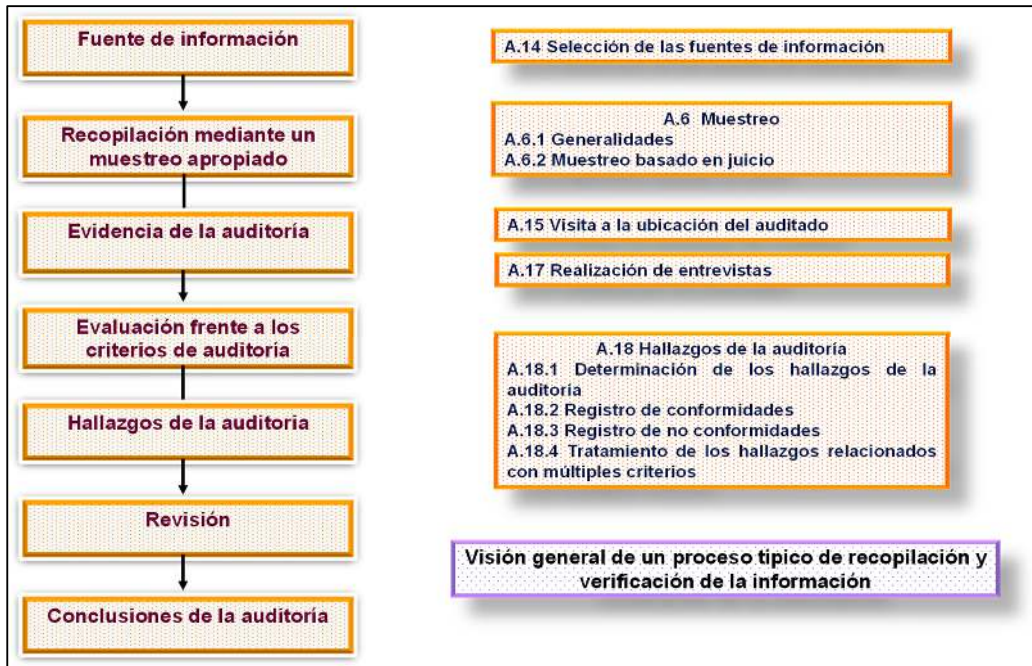 Fuente de información
Recopilación mediante un
muestreo apropiado
Evidencia de la auditoría
Evaluación frente a los
criterios de auditoría
Hallazgos de la auditoria
Revisión
Conclusiones de la auditoría
A.14 Selección de las fuentes de información
A.6 Muestreo
A.6.1 Generalidades
A.6.2 Muestreo basado en juicio
A.15 Visita a la ubicación del auditado
A.17 Realización de entrevistas
A.18 Hallazgos de la auditoría
A.18.1 Determinación de los hallazgos de la
auditoría
A.18.2 Registro de conformidades
A.18.3 Registro de no conformidades
A.18.4 Tratamiento de los hallazgos relacionados
con múltiples criterios
Visión general de un proceso típico de recopilación y
verificación de la información